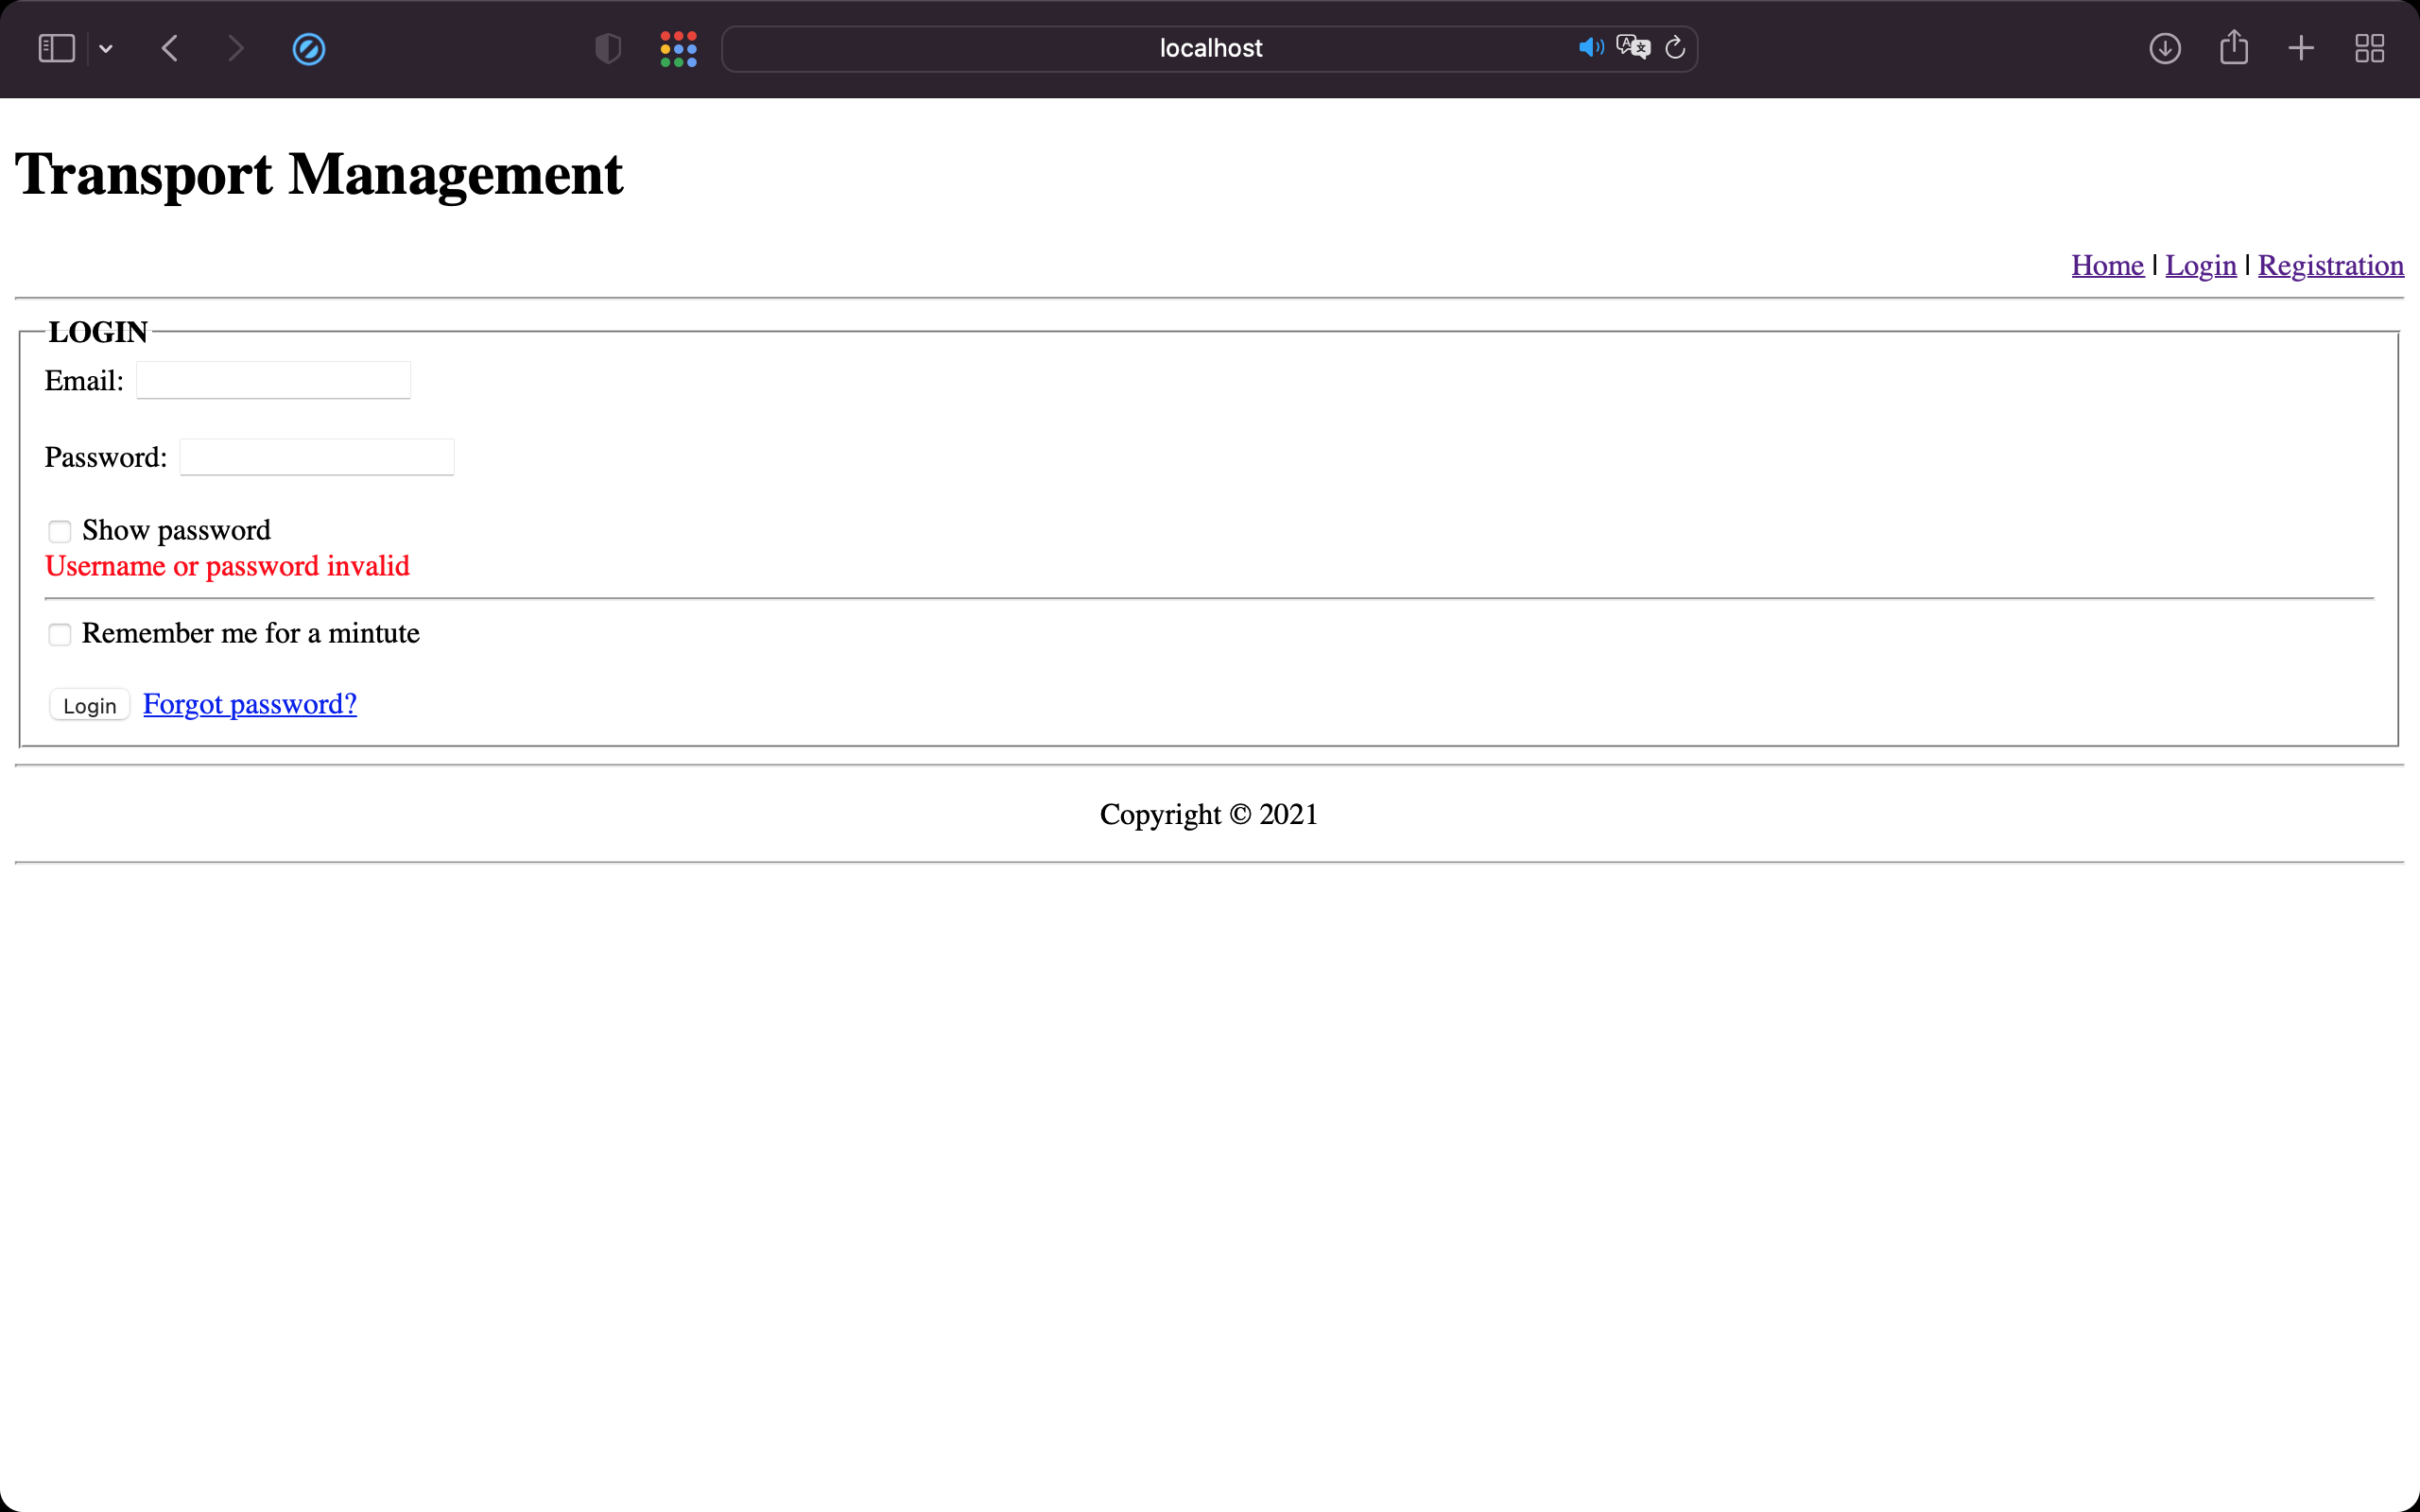 localhost
Transport Management
Home | Login | Registration
LOGIN
Email:
Password:
Show password
Username or password invalid
Remember me for a mintute
Login Forgot password?
Copyright © 2021